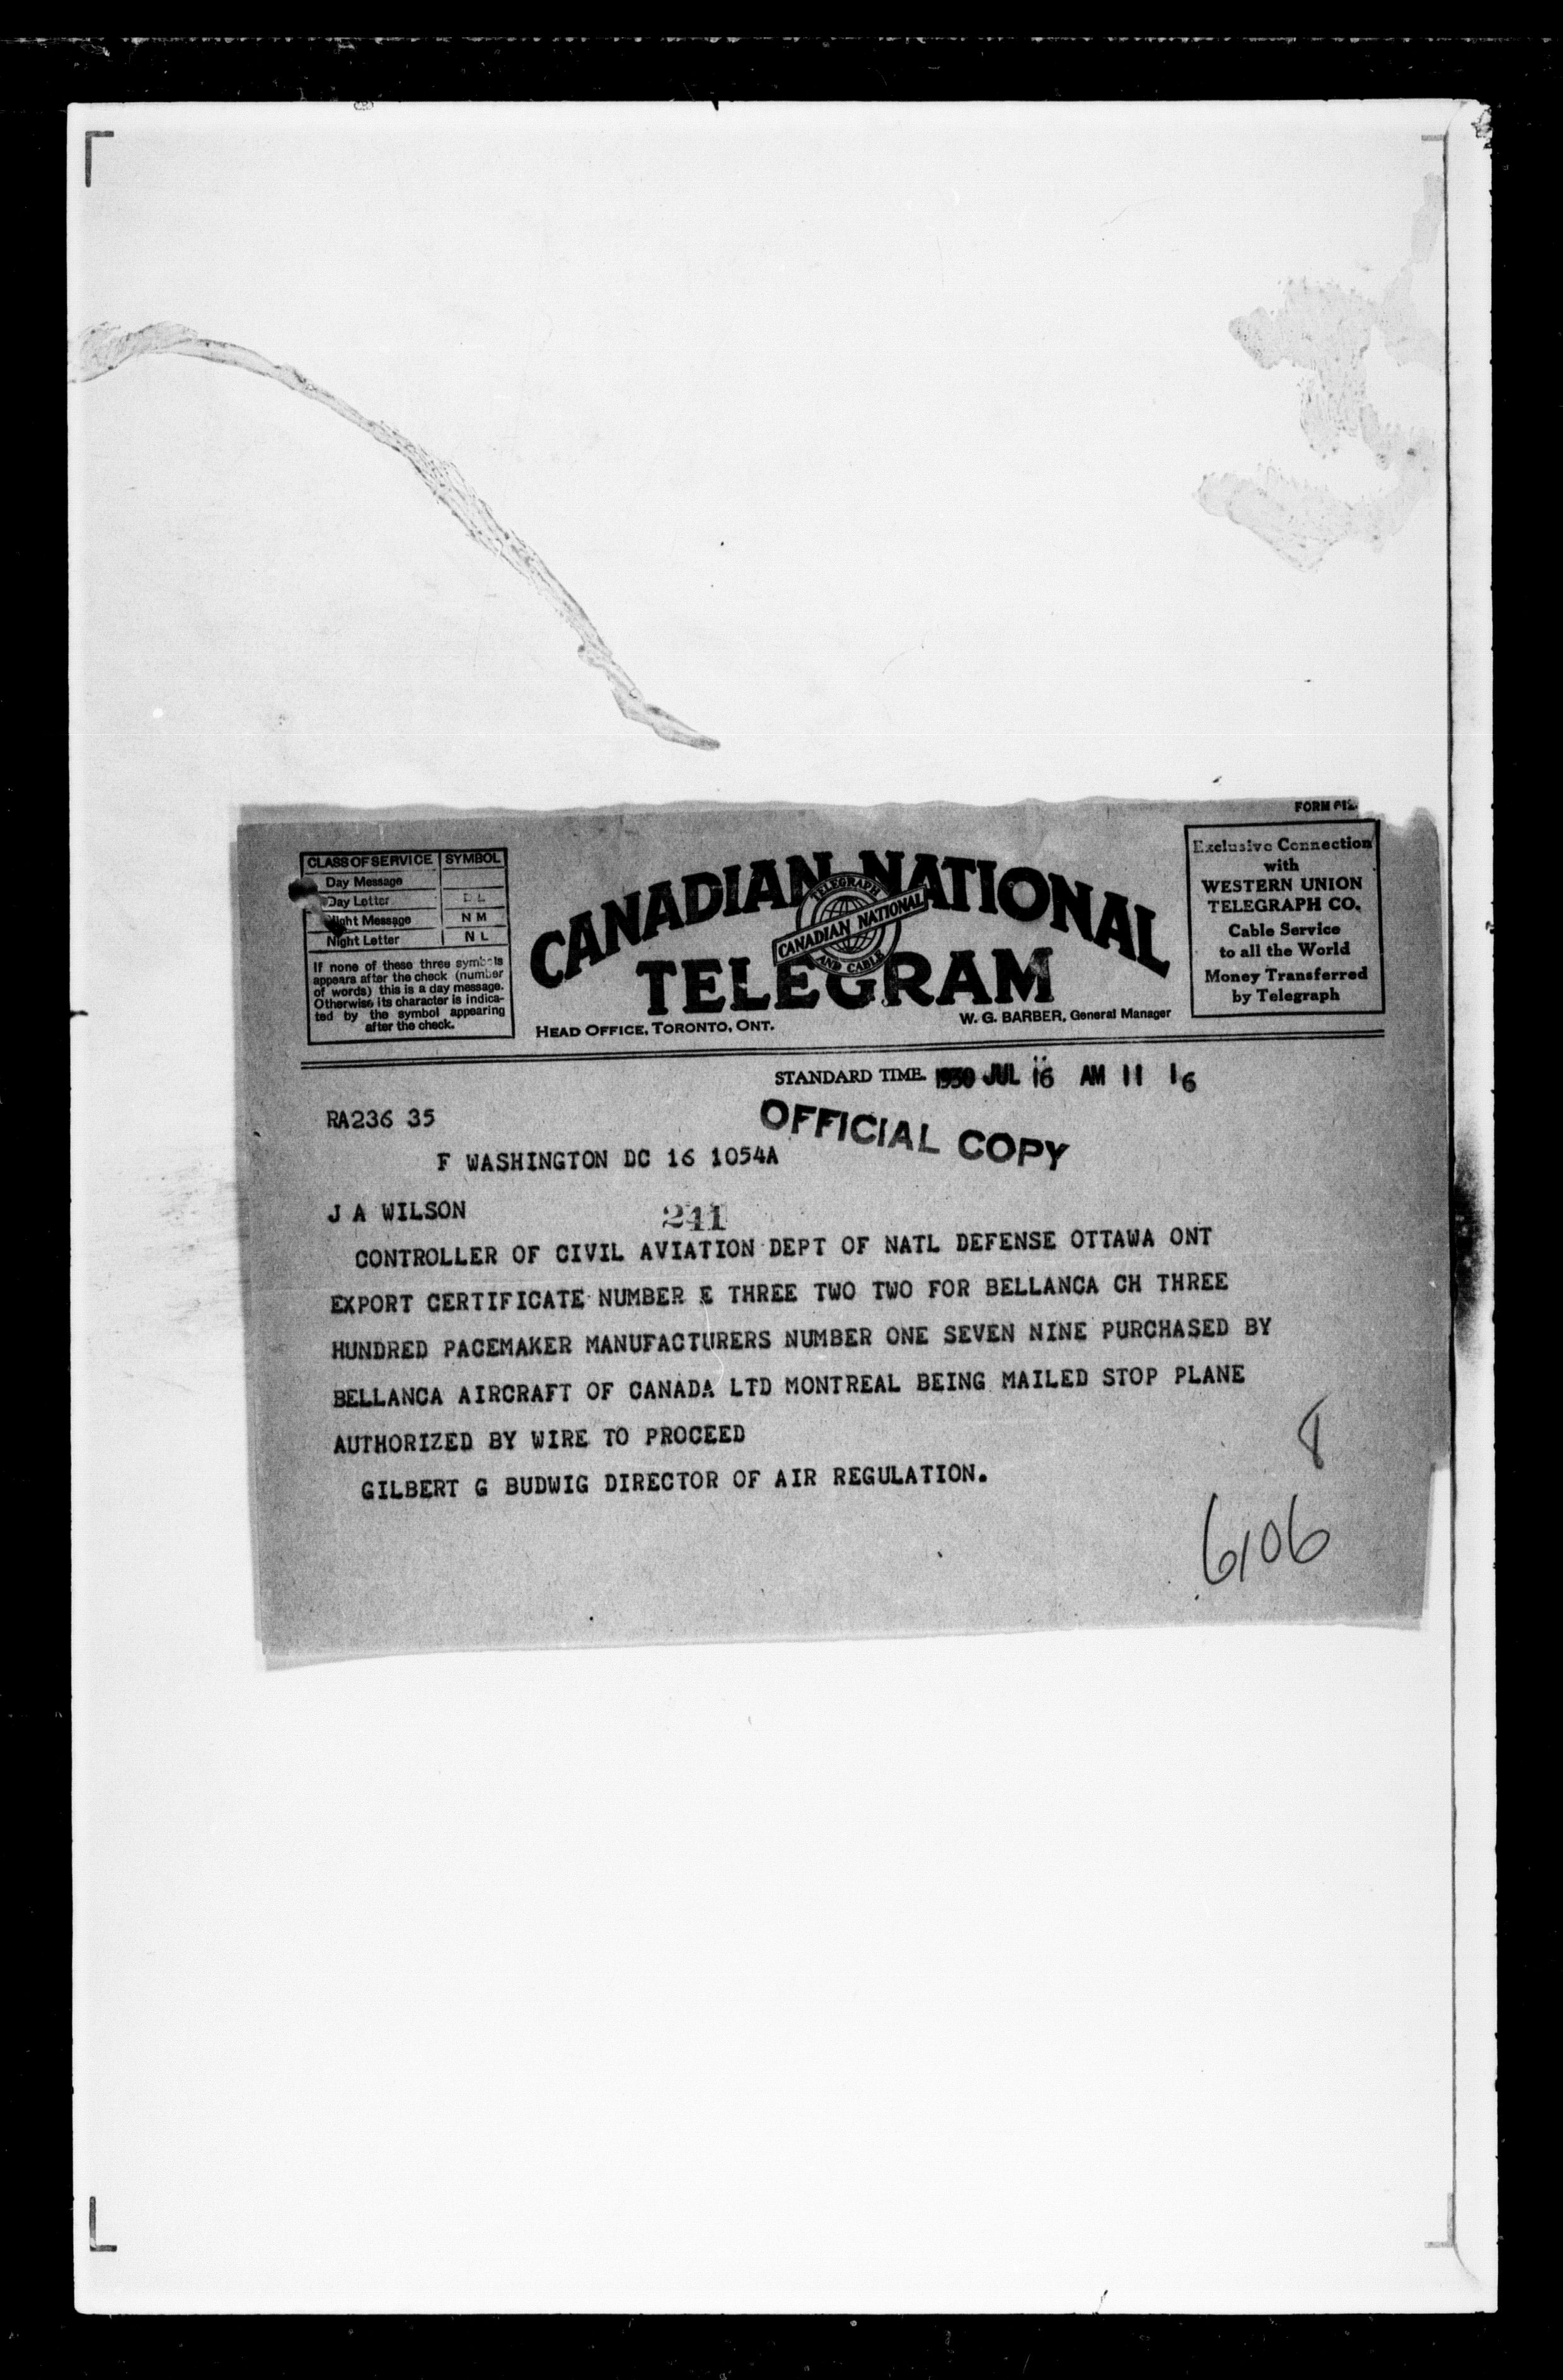 FORM 612
CLASS OF SERVICE SYMBOL
Day Message
Day Letter D L
Night Message N M
Night Letter N L
If none of these three symbols
appears after the check (number
of words) this is a day message.
Otherwise its character is indica-
ted by the symbol appearing
after the check.
CANADIAN NATIONAL
TELEGRAPH
CANADIAN NATIONAL
AND CABLE
TELEGRAM
HEAD OFFICE, TORONTO, ONT.
W. G. BARBER, General Manager
Exclusive Connection
with
WESTERN UNION
TELEGRAPH CO.
Cable Service
to all the World
Money Transferred
by Telegraph
STANDARD TIME. 1930 JUL 16 AM 11 16
RA236 35
OFFICIAL COPY
F WASHINGTON DC 16 1054A
J A WILSON
241
CONTROLLER OF CIVIL AVIATION DEPT OF NATL DEFENSE OTTAWA ONT
EXPORT CERTIFICATE NUMBER E THREE TWO TWO FOR BELLANCA CH THREE
HUNDRED PACEMAKER MANUFACTURERS NUMBER ONE SEVEN NINE PURCHASED BY
BELLANCA AIRCRAFT OF CANADA LTD MONTREAL BEING MAILED STOP PLANE
AUTHORIZED BY WIRE TO PROCEED
GILBERT G BUDWIG DIRECTOR OF AIR REGULATION.
8
6106